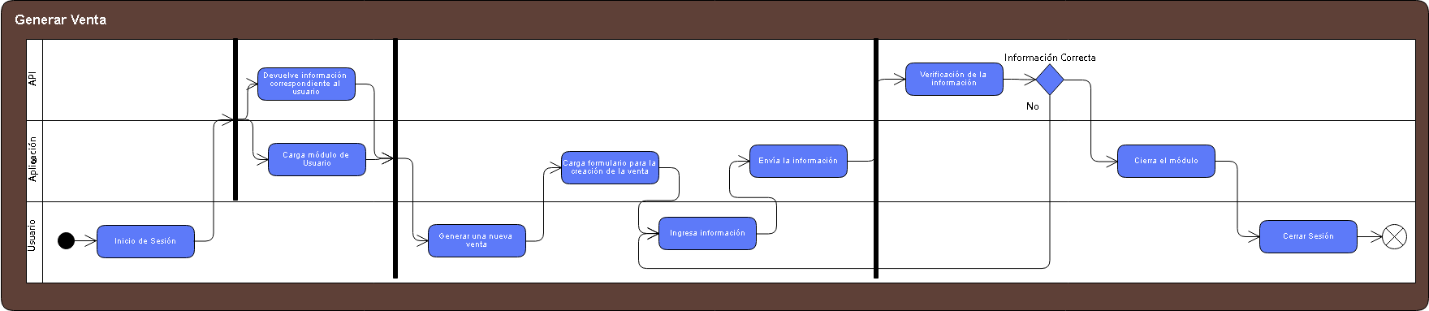 Generar Venta
API
Aplicación
Usuario
Inicio de Sesión
Devuelve información
correspondiente al
usuario
Carga módulo de
Usuario
Generar una nueva
venta
Carga formulario para la
creación de la venta
Ingresa información
Envía la información
Verificación de la
información
Información Correcta
No
Cierra el módulo
Cerrar Sesión